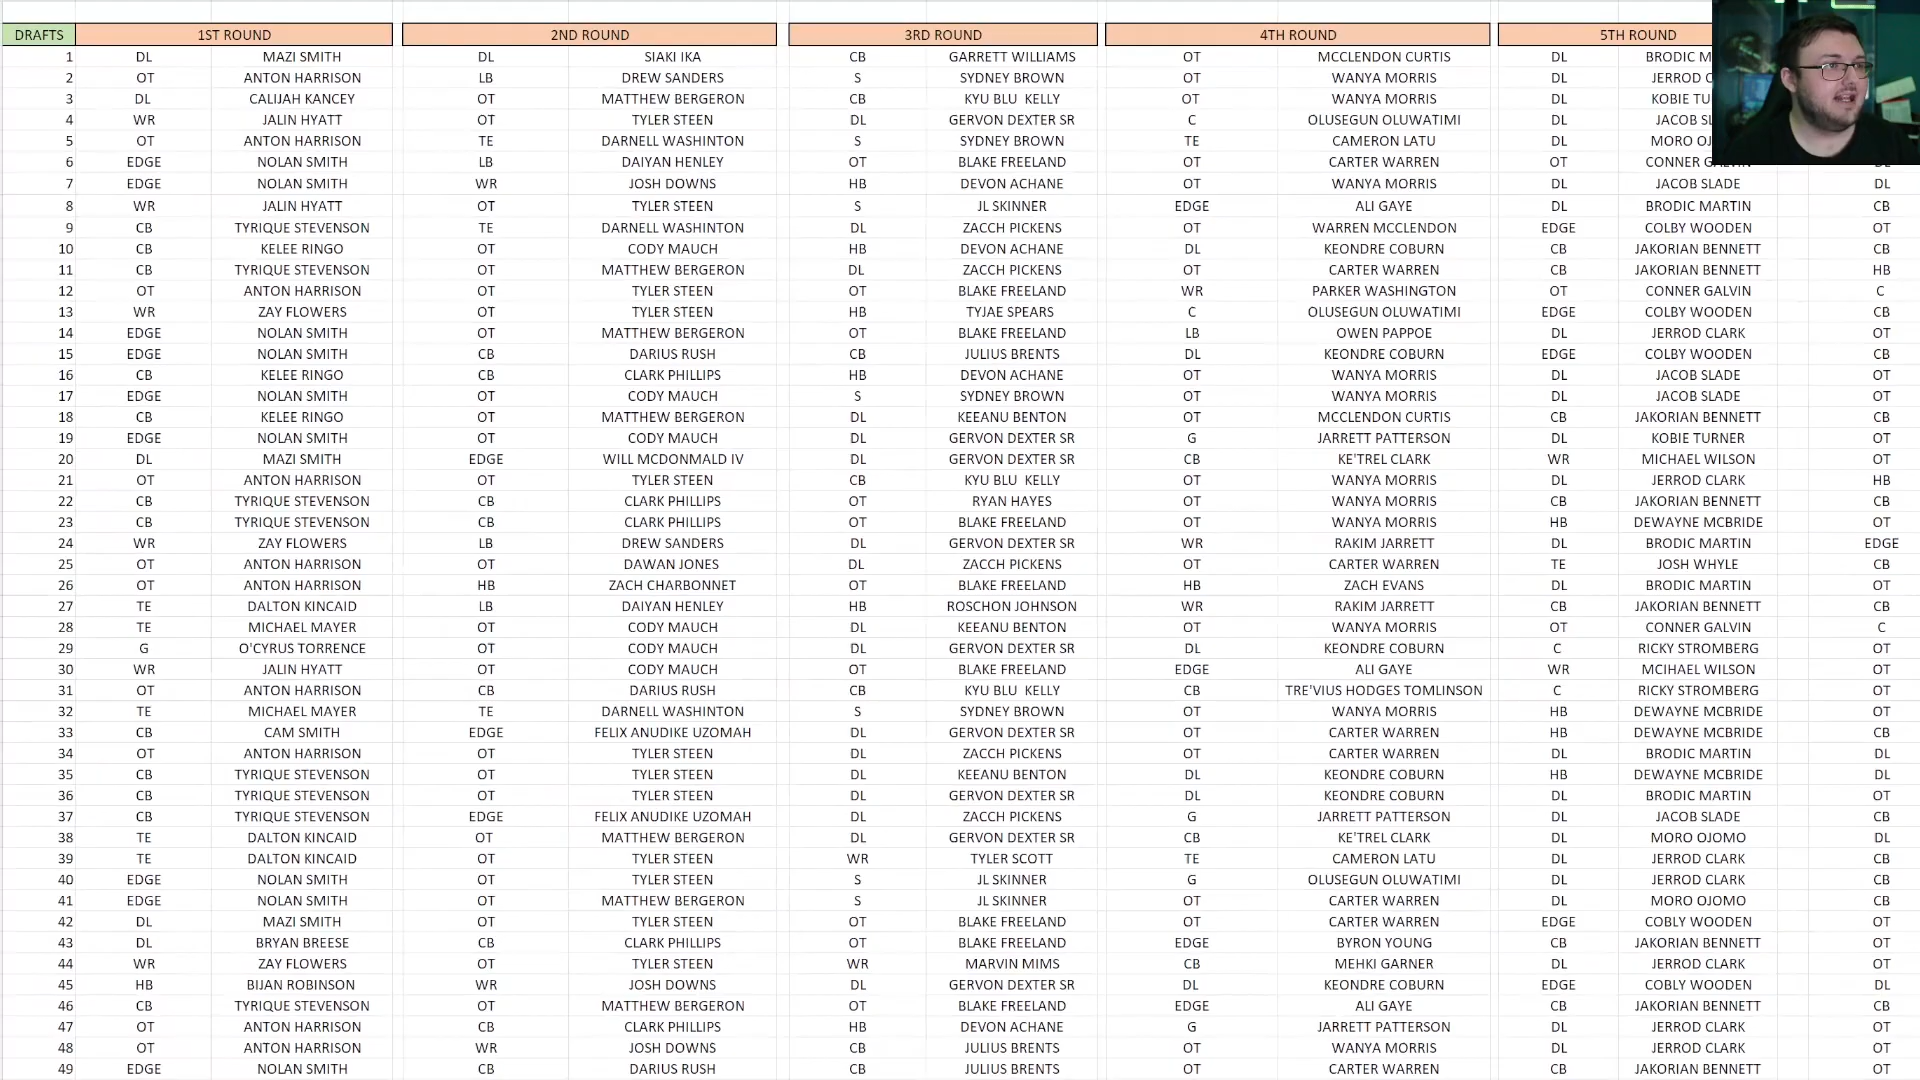 DRAFTS 1ST ROUND 2ND ROUND 3RD ROUND 4TH ROUND 5TH ROUND
1 DL MAZI SMITH DL SIAKI IKA CB GARRETT WILLIAMS OT MCCLENDON CURTIS DL BRODIC M
2 OT ANTON HARRISON LB DREW SANDERS S SYDNEY BROWN OT WANYA MORRIS DL JERROD C
3 DL CALIJAH KANCEY OT MATTHEW BERGERON CB KYU BLU KELLY OT WANYA MORRIS DL KOBIE TU
4 WR JALIN HYATT OT TYLER STEEN DL GERVON DEXTER SR C OLUSEGUN OLUWATIMI DL JACOB SL
5 OT ANTON HARRISON TE DARNELL WASHINTON S SYDNEY BROWN TE CAMERON LATU DL MORO OJ
6 EDGE NOLAN SMITH LB DAIYAN HENLEY OT BLAKE FREELAND OT CARTER WARREN OT CONNER GALVIN DL
7 EDGE NOLAN SMITH WR JOSH DOWNS HB DEVON ACHANE OT WANYA MORRIS DL JACOB SLADE DL
8 WR JALIN HYATT OT TYLER STEEN S JL SKINNER EDGE ALI GAYE DL BRODIC MARTIN CB
9 CB TYRIQUE STEVENSON TE DARNELL WASHINTON DL ZACCH PICKENS OT WARREN MCCLENDON EDGE COLBY WOODEN OT
10 CB KELEE RINGO OT CODY MAUCH HB DEVON ACHANE DL KEONDRE COBURN CB JAKORIAN BENNETT CB
11 CB TYRIQUE STEVENSON OT MATTHEW BERGERON DL ZACCH PICKENS OT CARTER WARREN CB JAKORIAN BENNETT HB
12 OT ANTON HARRISON OT TYLER STEEN OT BLAKE FREELAND WR PARKER WASHINGTON OT CONNER GALVIN C
13 WR ZAY FLOWERS OT TYLER STEEN HB TYJAE SPEARS C OLUSEGUN OLUWATIMI EDGE COLBY WOODEN CB
14 EDGE NOLAN SMITH OT MATTHEW BERGERON OT BLAKE FREELAND LB OWEN PAPPOE DL JERROD CLARK OT
15 EDGE NOLAN SMITH CB DARIUS RUSH CB JULIUS BRENTS DL KEONDRE COBURN EDGE COLBY WOODEN CB
16 CB KELEE RINGO CB CLARK PHILLIPS HB DEVON ACHANE OT WANYA MORRIS DL JACOB SLADE OT
17 EDGE NOLAN SMITH OT CODY MAUCH S SYDNEY BROWN OT WANYA MORRIS DL JACOB SLADE OT
18 CB KELEE RINGO OT MATTHEW BERGERON DL KEEANU BENTON OT MCCLENDON CURTIS CB JAKORIAN BENNETT CB
19 EDGE NOLAN SMITH OT CODY MAUCH DL GERVON DEXTER SR G JARRETT PATTERSON DL KOBIE TURNER OT
20 DL MAZI SMITH EDGE WILL MCDONMALD IV DL GERVON DEXTER SR CB KE'TREL CLARK WR MICHAEL WILSON OT
21 OT ANTON HARRISON OT TYLER STEEN CB KYU BLU KELLY OT WANYA MORRIS DL JERROD CLARK HB
22 CB TYRIQUE STEVENSON CB CLARK PHILLIPS OT RYAN HAYES OT WANYA MORRIS CB JAKORIAN BENNETT CB
23 CB TYRIQUE STEVENSON CB CLARK PHILLIPS OT BLAKE FREELAND OT WANYA MORRIS HB DEWAYNE MCBRIDE OT
24 WR ZAY FLOWERS LB DREW SANDERS DL GERVON DEXTER SR WR RAKIM JARRETT DL BRODIC MARTIN EDGE
25 OT ANTON HARRISON OT DAWAN JONES DL ZACCH PICKENS OT CARTER WARREN TE JOSH WHYLE CB
26 OT ANTON HARRISON HB ZACH CHARBONNET OT BLAKE FREELAND HB ZACH EVANS DL BRODIC MARTIN OT
27 TE DALTON KINCAID LB DAIYAN HENLEY HB ROSCHON JOHNSON WR RAKIM JARRETT CB JAKORIAN BENNETT CB
28 TE MICHAEL MAYER OT CODY MAUCH DL KEEANU BENTON OT WANYA MORRIS OT CONNER GALVIN C
29 G O'CYRUS TORRENCE OT CODY MAUCH DL GERVON DEXTER SR DL KEONDRE COBURN C RICKY STROMBERG OT
30 WR JALIN HYATT OT CODY MAUCH OT BLAKE FREELAND EDGE ALI GAYE WR MCIHAEL WILSON OT
31 OT ANTON HARRISON CB DARIUS RUSH CB KYU BLU KELLY CB TRE'VIUS HODGES TOMLINSON C RICKY STROMBERG OT
32 TE MICHAEL MAYER TE DARNELL WASHINTON S SYDNEY BROWN OT WANYA MORRIS HB DEWAYNE MCBRIDE OT
33 CB CAM SMITH EDGE FELIX ANUDIKE UZOMAH DL GERVON DEXTER SR OT CARTER WARREN HB DEWAYNE MCBRIDE CB
34 OT ANTON HARRISON OT TYLER STEEN DL ZACCH PICKENS OT CARTER WARREN DL BRODIC MARTIN DL
35 CB TYRIQUE STEVENSON OT TYLER STEEN DL KEEANU BENTON DL KEONDRE COBURN HB DEWAYNE MCBRIDE DL
36 CB TYRIQUE STEVENSON OT TYLER STEEN DL GERVON DEXTER SR DL KEONDRE COBURN DL BRODIC MARTIN OT
37 CB TYRIQUE STEVENSON EDGE FELIX ANUDIKE UZOMAH DL ZACCH PICKENS G JARRETT PATTERSON DL JACOB SLADE CB
38 TE DALTON KINCAID OT MATTHEW BERGERON DL GERVON DEXTER SR CB KE'TREL CLARK DL MORO OJOMO DL
39 TE DALTON KINCAID OT TYLER STEEN WR TYLER SCOTT TE CAMERON LATU DL JERROD CLARK CB
40 EDGE NOLAN SMITH OT TYLER STEEN S JL SKINNER G OLUSEGUN OLUWATIMI DL JERROD CLARK CB
41 EDGE NOLAN SMITH OT MATTHEW BERGERON S JL SKINNER OT CARTER WARREN DL MORO OJOMO CB
42 DL MAZI SMITH OT TYLER STEEN OT BLAKE FREELAND OT CARTER WARREN EDGE COBLY WOODEN OT
43 DL BRYAN BREESE CB CLARK PHILLIPS OT BLAKE FREELAND EDGE BYRON YOUNG CB JAKORIAN BENNETT OT
44 WR ZAY FLOWERS OT TYLER STEEN WR MARVIN MIMS CB MEHKI GARNER DL JERROD CLARK OT
45 HB BIJAN ROBINSON WR JOSH DOWNS DL GERVON DEXTER SR DL KEONDRE COBURN EDGE COBLY WOODEN DL
46 CB TYRIQUE STEVENSON OT MATTHEW BERGERON OT BLAKE FREELAND EDGE ALI GAYE CB JAKORIAN BENNETT CB
47 OT ANTON HARRISON CB CLARK PHILLIPS HB DEVON ACHANE G JARRETT PATTERSON DL JERROD CLARK OT
48 OT ANTON HARRISON WR JOSH DOWNS CB JULIUS BRENTS OT WANYA MORRIS DL JERROD CLARK OT
49 EDGE NOLAN SMITH CB DARIUS RUSH CB JULIUS BRENTS OT CARTER WARREN CB JAKORIAN BENNETT OT